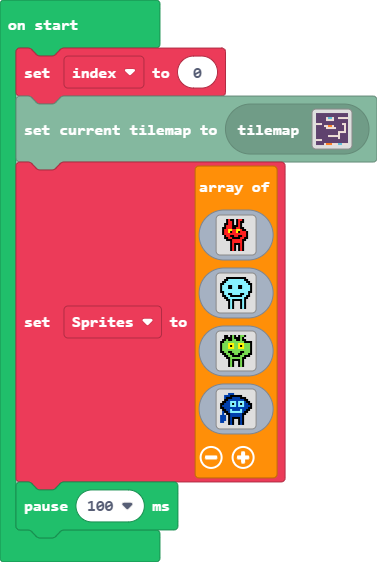 on start
set index to 0
set current tilemap to tilemap
array of
set Sprites to
pause 100 ms